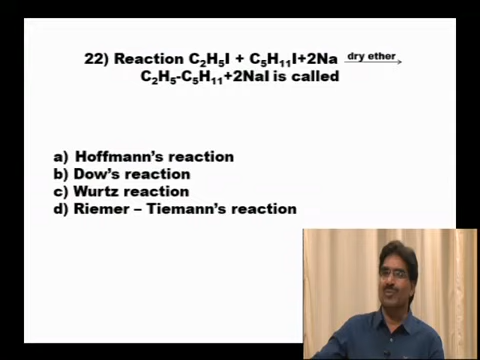 22) Reaction C₂H₅I + C₅H₁₁I+2Na dry ether
C₂H₅-C₅H₁₁+2NaI is called
a) Hoffmann's reaction
b) Dow's reaction
c) Wurtz reaction
d) Riemer – Tiemann's reaction